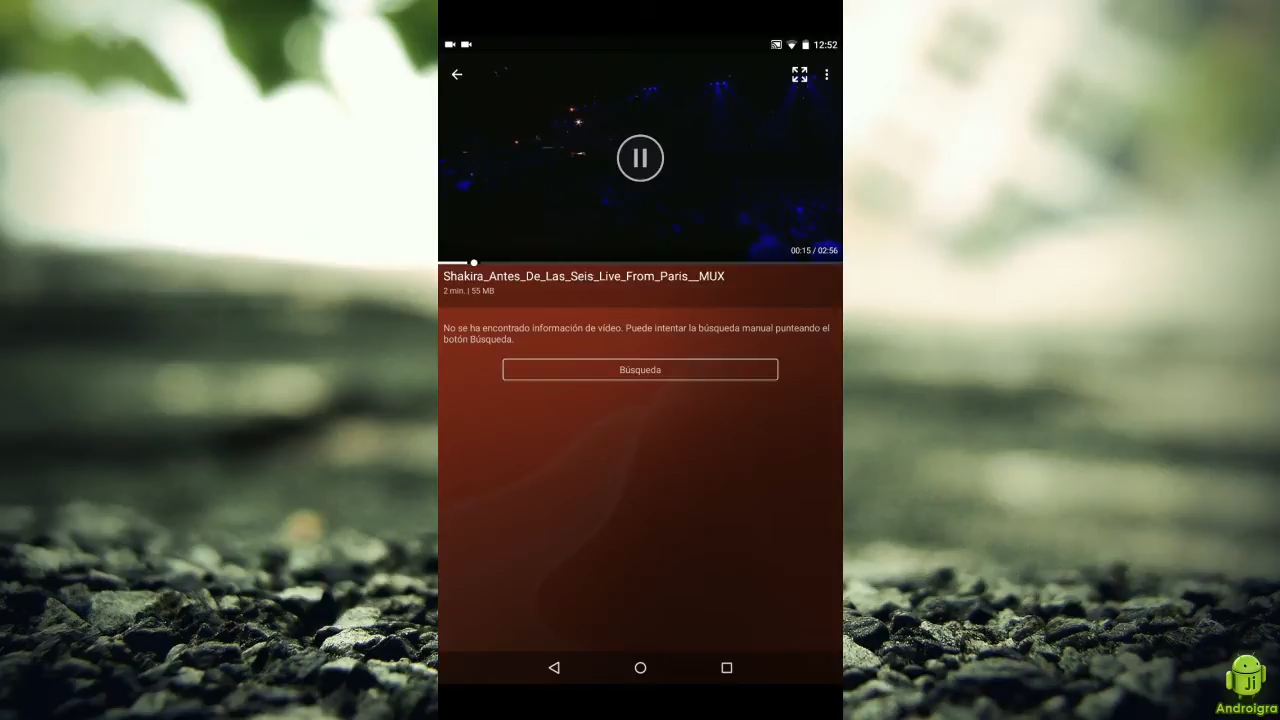 12:52
00:15 / 02:56
Shakira_Antes_De_Las_Seis_Live_From_Paris__MUX
2 min. | 55 MB
No se ha encontrado información de vídeo. Puede intentar la búsqueda manual punteando el
botón Búsqueda.
Búsqueda
Ji
Androigra